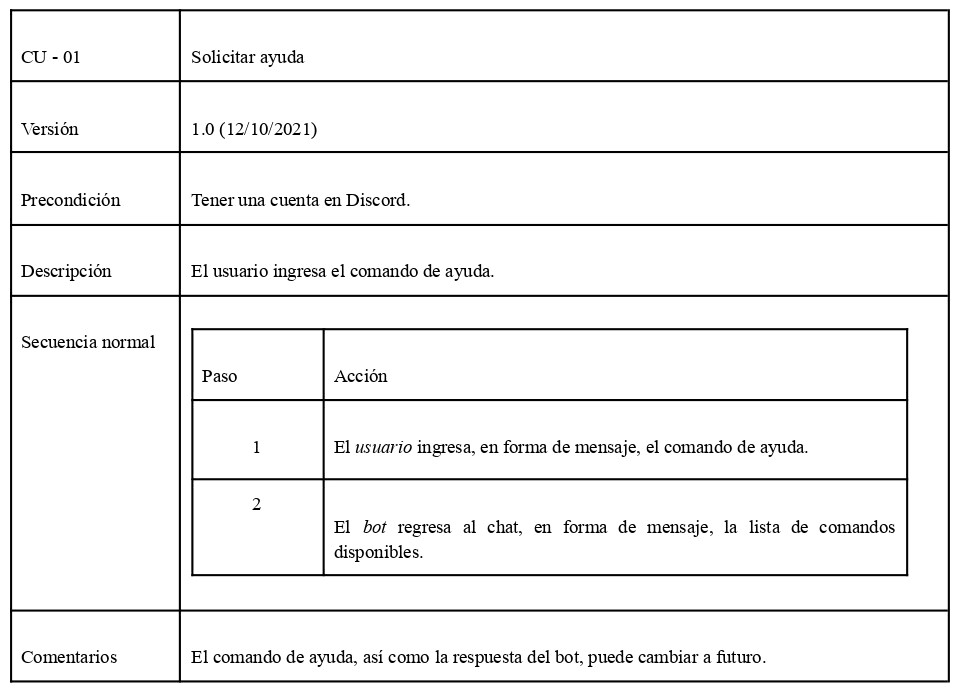 CU - 01
Solicitar ayuda
Versión
1.0 (12/10/2021)
Precondición
Tener una cuenta en Discord.
Descripción
El usuario ingresa el comando de ayuda.
Secuencia normal
Paso
Acción
1
El usuario ingresa, en forma de mensaje, el comando de ayuda.
2
El bot regresa al chat, en forma de mensaje, la lista de comandos
disponibles.
Comentarios
El comando de ayuda, así como la respuesta del bot, puede cambiar a futuro.